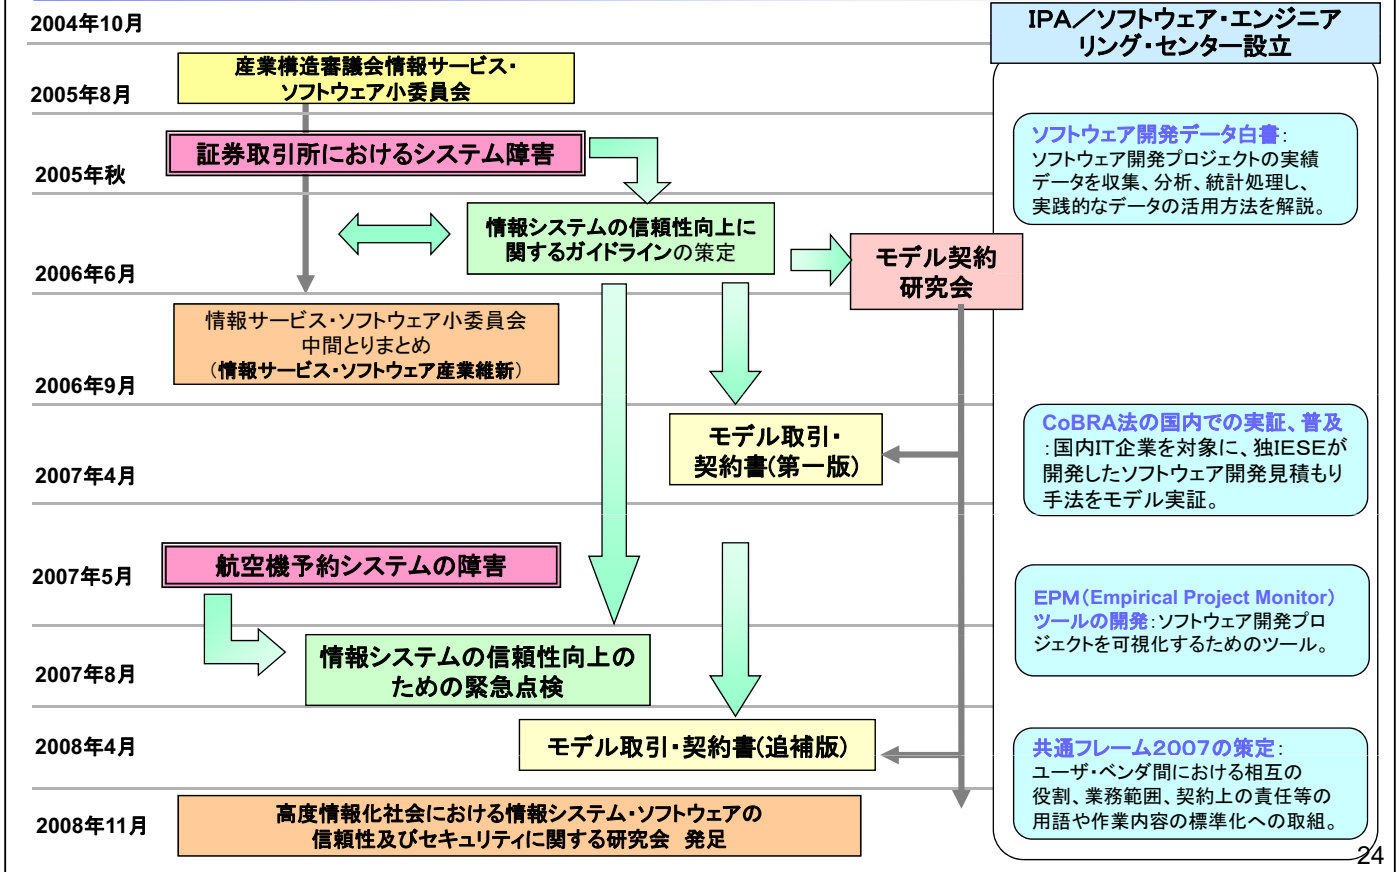 2004年10月
IPA／ソフトウェア・エンジニア
リング・センター設立
産業構造審議会情報サービス・
ソフトウェア小委員会
2005年8月
証券取引所におけるシステム障害
2005年秋
ソフトウェア開発データ白書：
ソフトウェア開発プロジェクトの実績
データを収集、分析、統計処理し、
実践的なデータの活用方法を解説。
情報システムの信頼性向上に
関するガイドラインの策定
2006年6月
モデル契約
研究会
情報サービス・ソフトウェア小委員会
中間とりまとめ
（情報サービス・ソフトウェア産業維新）
2006年9月
モデル取引・
契約書(第一版)
2007年4月
CoBRA法の国内での実証、普及
：国内IT企業を対象に、独IESEが
開発したソフトウェア開発見積もり
手法をモデル実証。
航空機予約システムの障害
2007年5月
EPM（Empirical Project Monitor）
ツールの開発：ソフトウェア開発プロ
ジェクトを可視化するためのツール。
情報システムの信頼性向上の
ための緊急点検
2007年8月
2008年4月
モデル取引・契約書(追補版)
共通フレーム2007の策定：
ユーザ・ベンダ間における相互の
役割、業務範囲、契約上の責任等の
用語や作業内容の標準化への取組。
2008年11月
高度情報化社会における情報システム・ソフトウェアの
信頼性及びセキュリティに関する研究会　発足
24